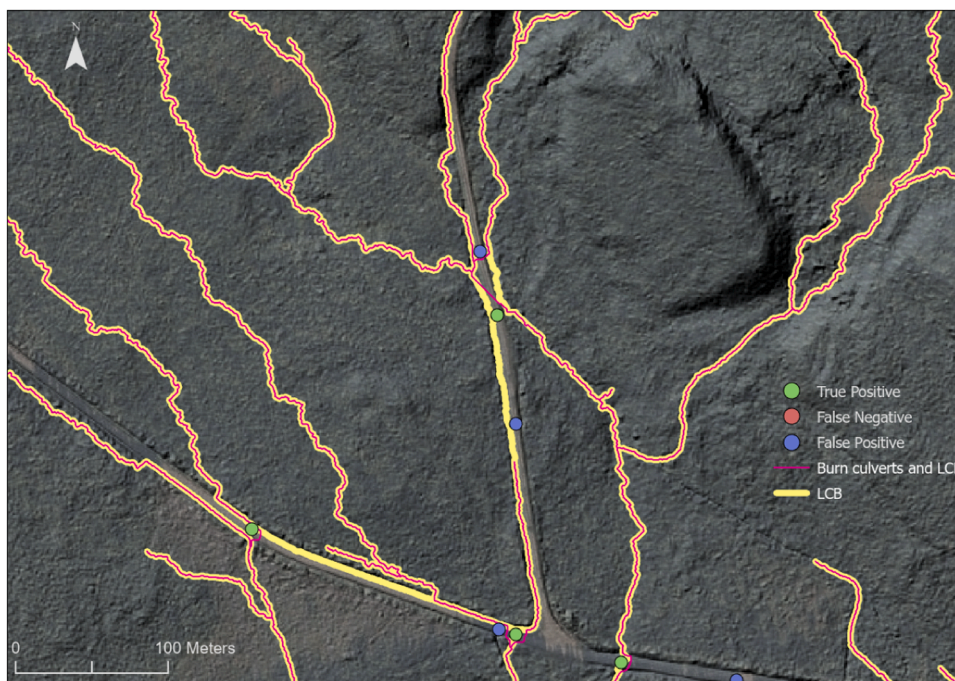 N
True Positive
False Negative
False Positive
Burn culverts and LC
LCB
0
100 Meters